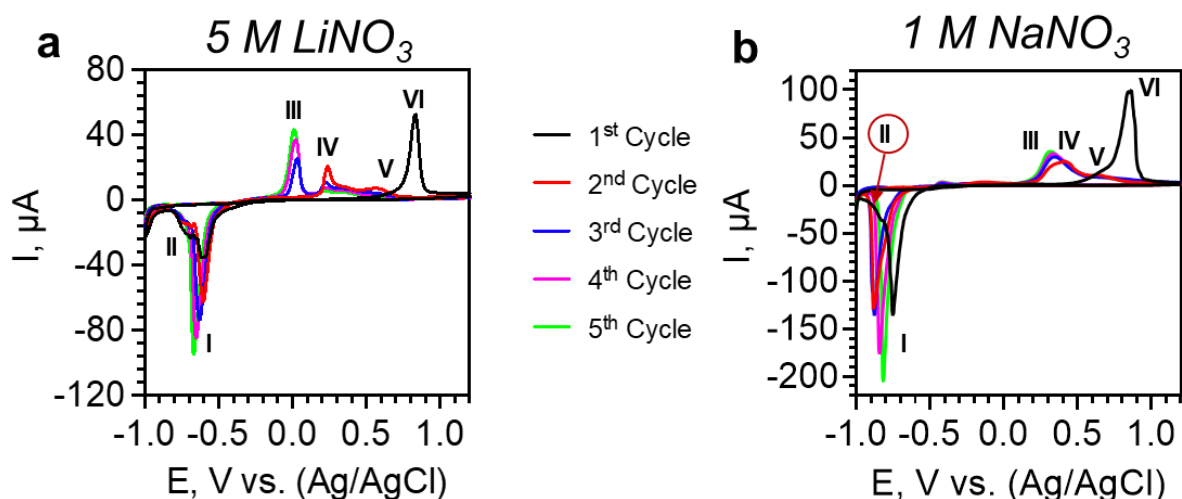 a
5 M LiNO₃
80
40
0
-40
-80
-120
I, µA
III
IV
V
VI
II
I
-1.0 -0.5 0.0 0.5 1.0
E, V vs. (Ag/AgCl)
1ˢᵗ Cycle
2ⁿᵈ Cycle
3ʳᵈ Cycle
4ᵗʰ Cycle
5ᵗʰ Cycle
b
1 M NaNO₃
100
50
0
-50
-100
-150
-200
I, µA
II
III
IV
V
VI
I
-1.0 -0.5 0.0 0.5 1.0
E, V vs. (Ag/AgCl)